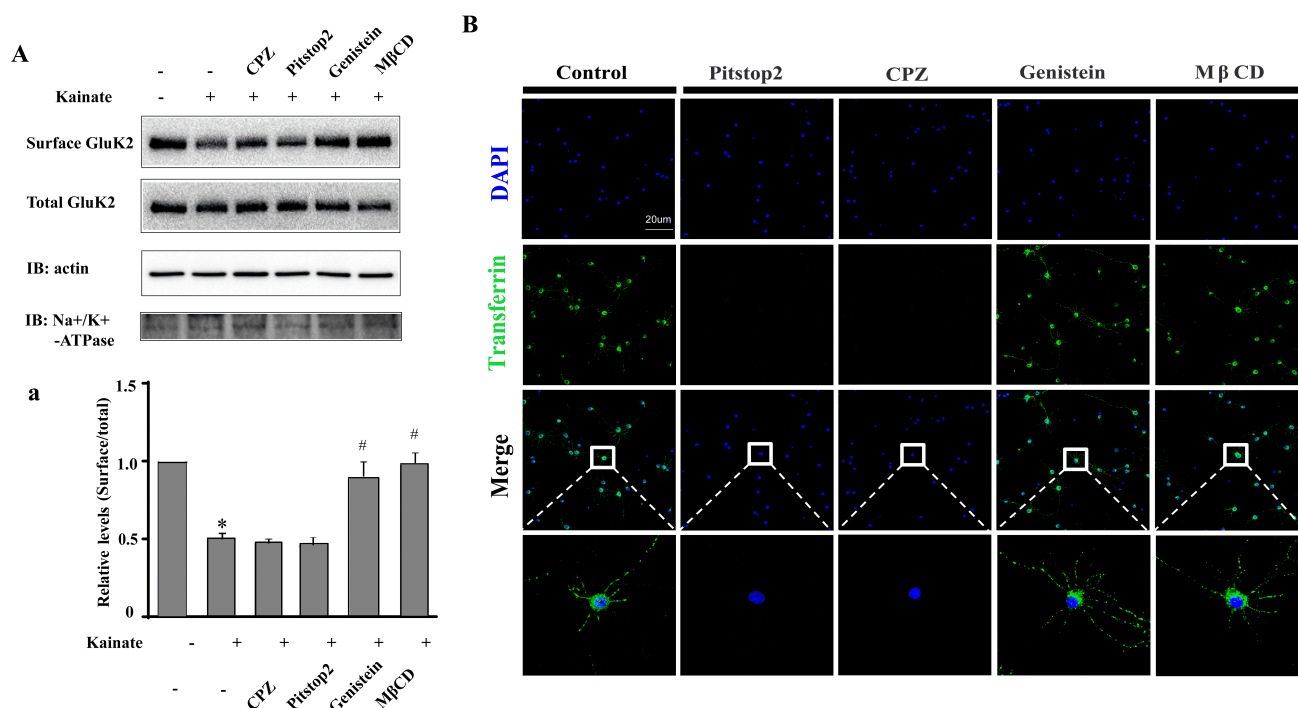 A
- - CPZ Pitstop2 Genistein MβCD
Kainate - + + + + +
Surface GluK2
Total GluK2
IB: actin
IB: Na+/K+
-ATPase
a
Relative levels (Surface/total)
1.5
1.0
0.5
0
*
#
#
Kainate - + + + + +
- - CPZ Pitstop2 Genistein MβCD
B
Control Pitstop2 CPZ Genistein M β CD
DAPI
20um
Transferrin
Merge